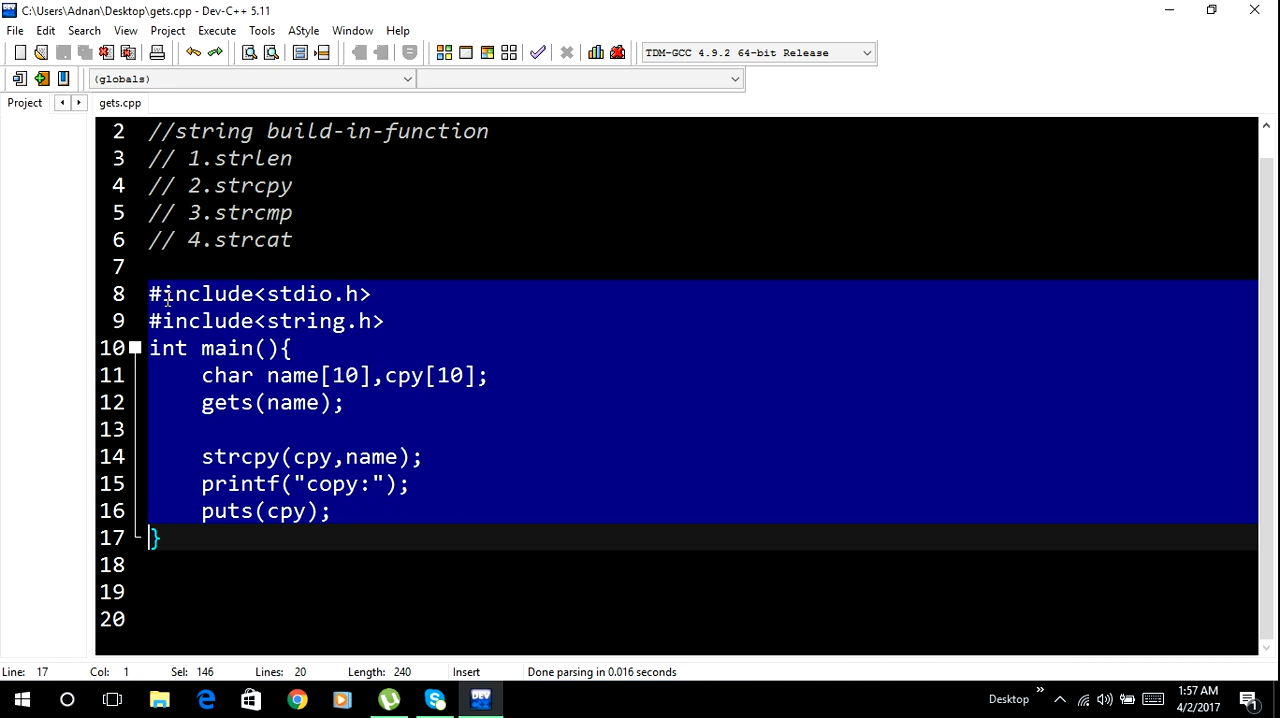 C:\Users\Adnan\Desktop\gets.cpp - Dev-C++ 5.11
File Edit Search View Project Execute Tools AStyle Window Help
TDM-GCC 4.9.2 64-bit Release
(globals)
Project gets.cpp
2 //string build-in-function
3 // 1.strlen
4 // 2.strcpy
5 // 3.strcmp
6 // 4.strcat
7
8 #include<stdio.h>
9 #include<string.h>
10 int main(){
11 char name[10],cpy[10];
12 gets(name);
13
14 strcpy(cpy,name);
15 printf("copy:");
16 puts(cpy);
17 }
18
19
20
Line: 17 Col: 1 Sel: 146 Lines: 20 Length: 240 Insert Done parsing in 0.016 seconds
DEV
Desktop 1:57 AM
4/2/2017 1